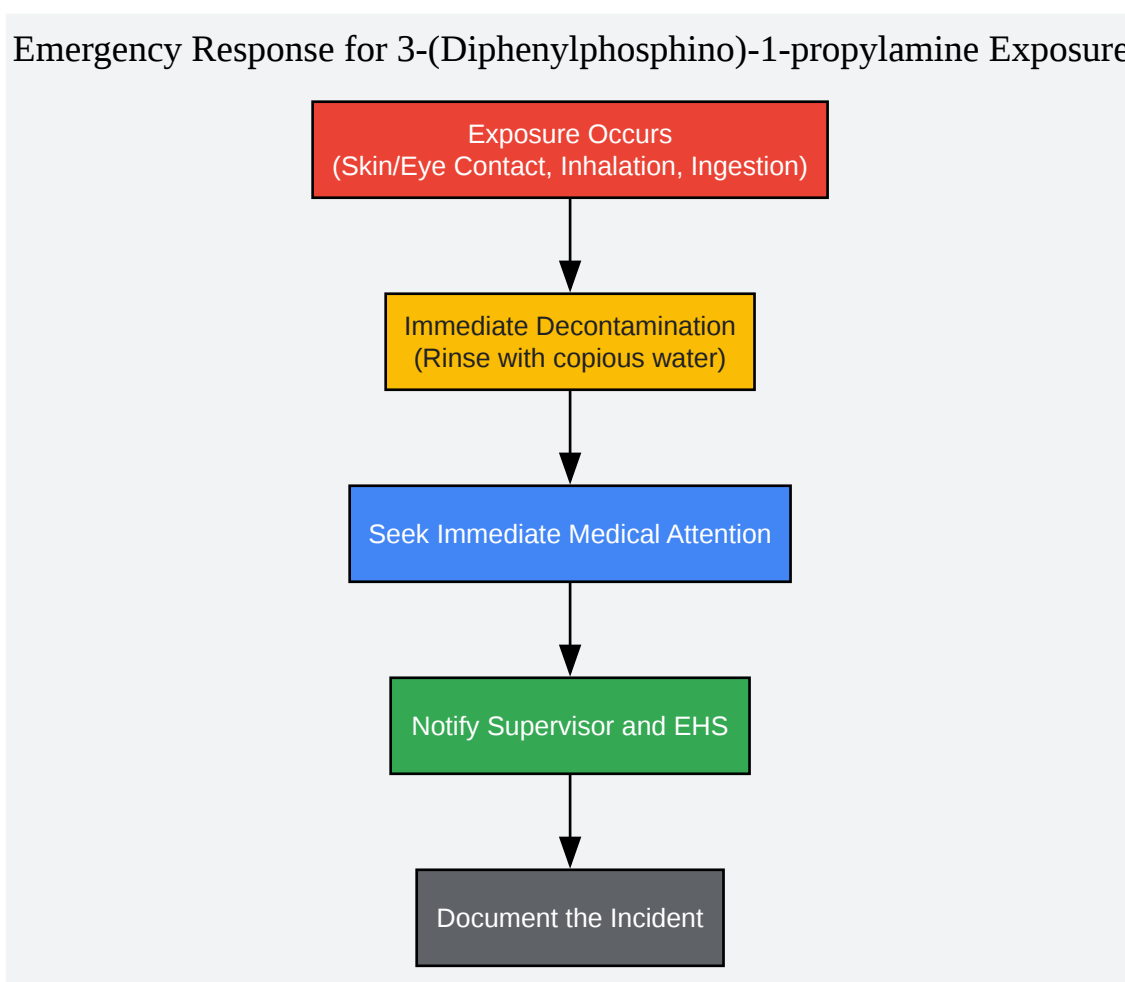 Emergency Response for 3-(Diphenylphosphino)-1-propylamine Exposure
Exposure Occurs
(Skin/Eye Contact, Inhalation, Ingestion)
Immediate Decontamination
(Rinse with copious water)
Seek Immediate Medical Attention
Notify Supervisor and EHS
Document the Incident